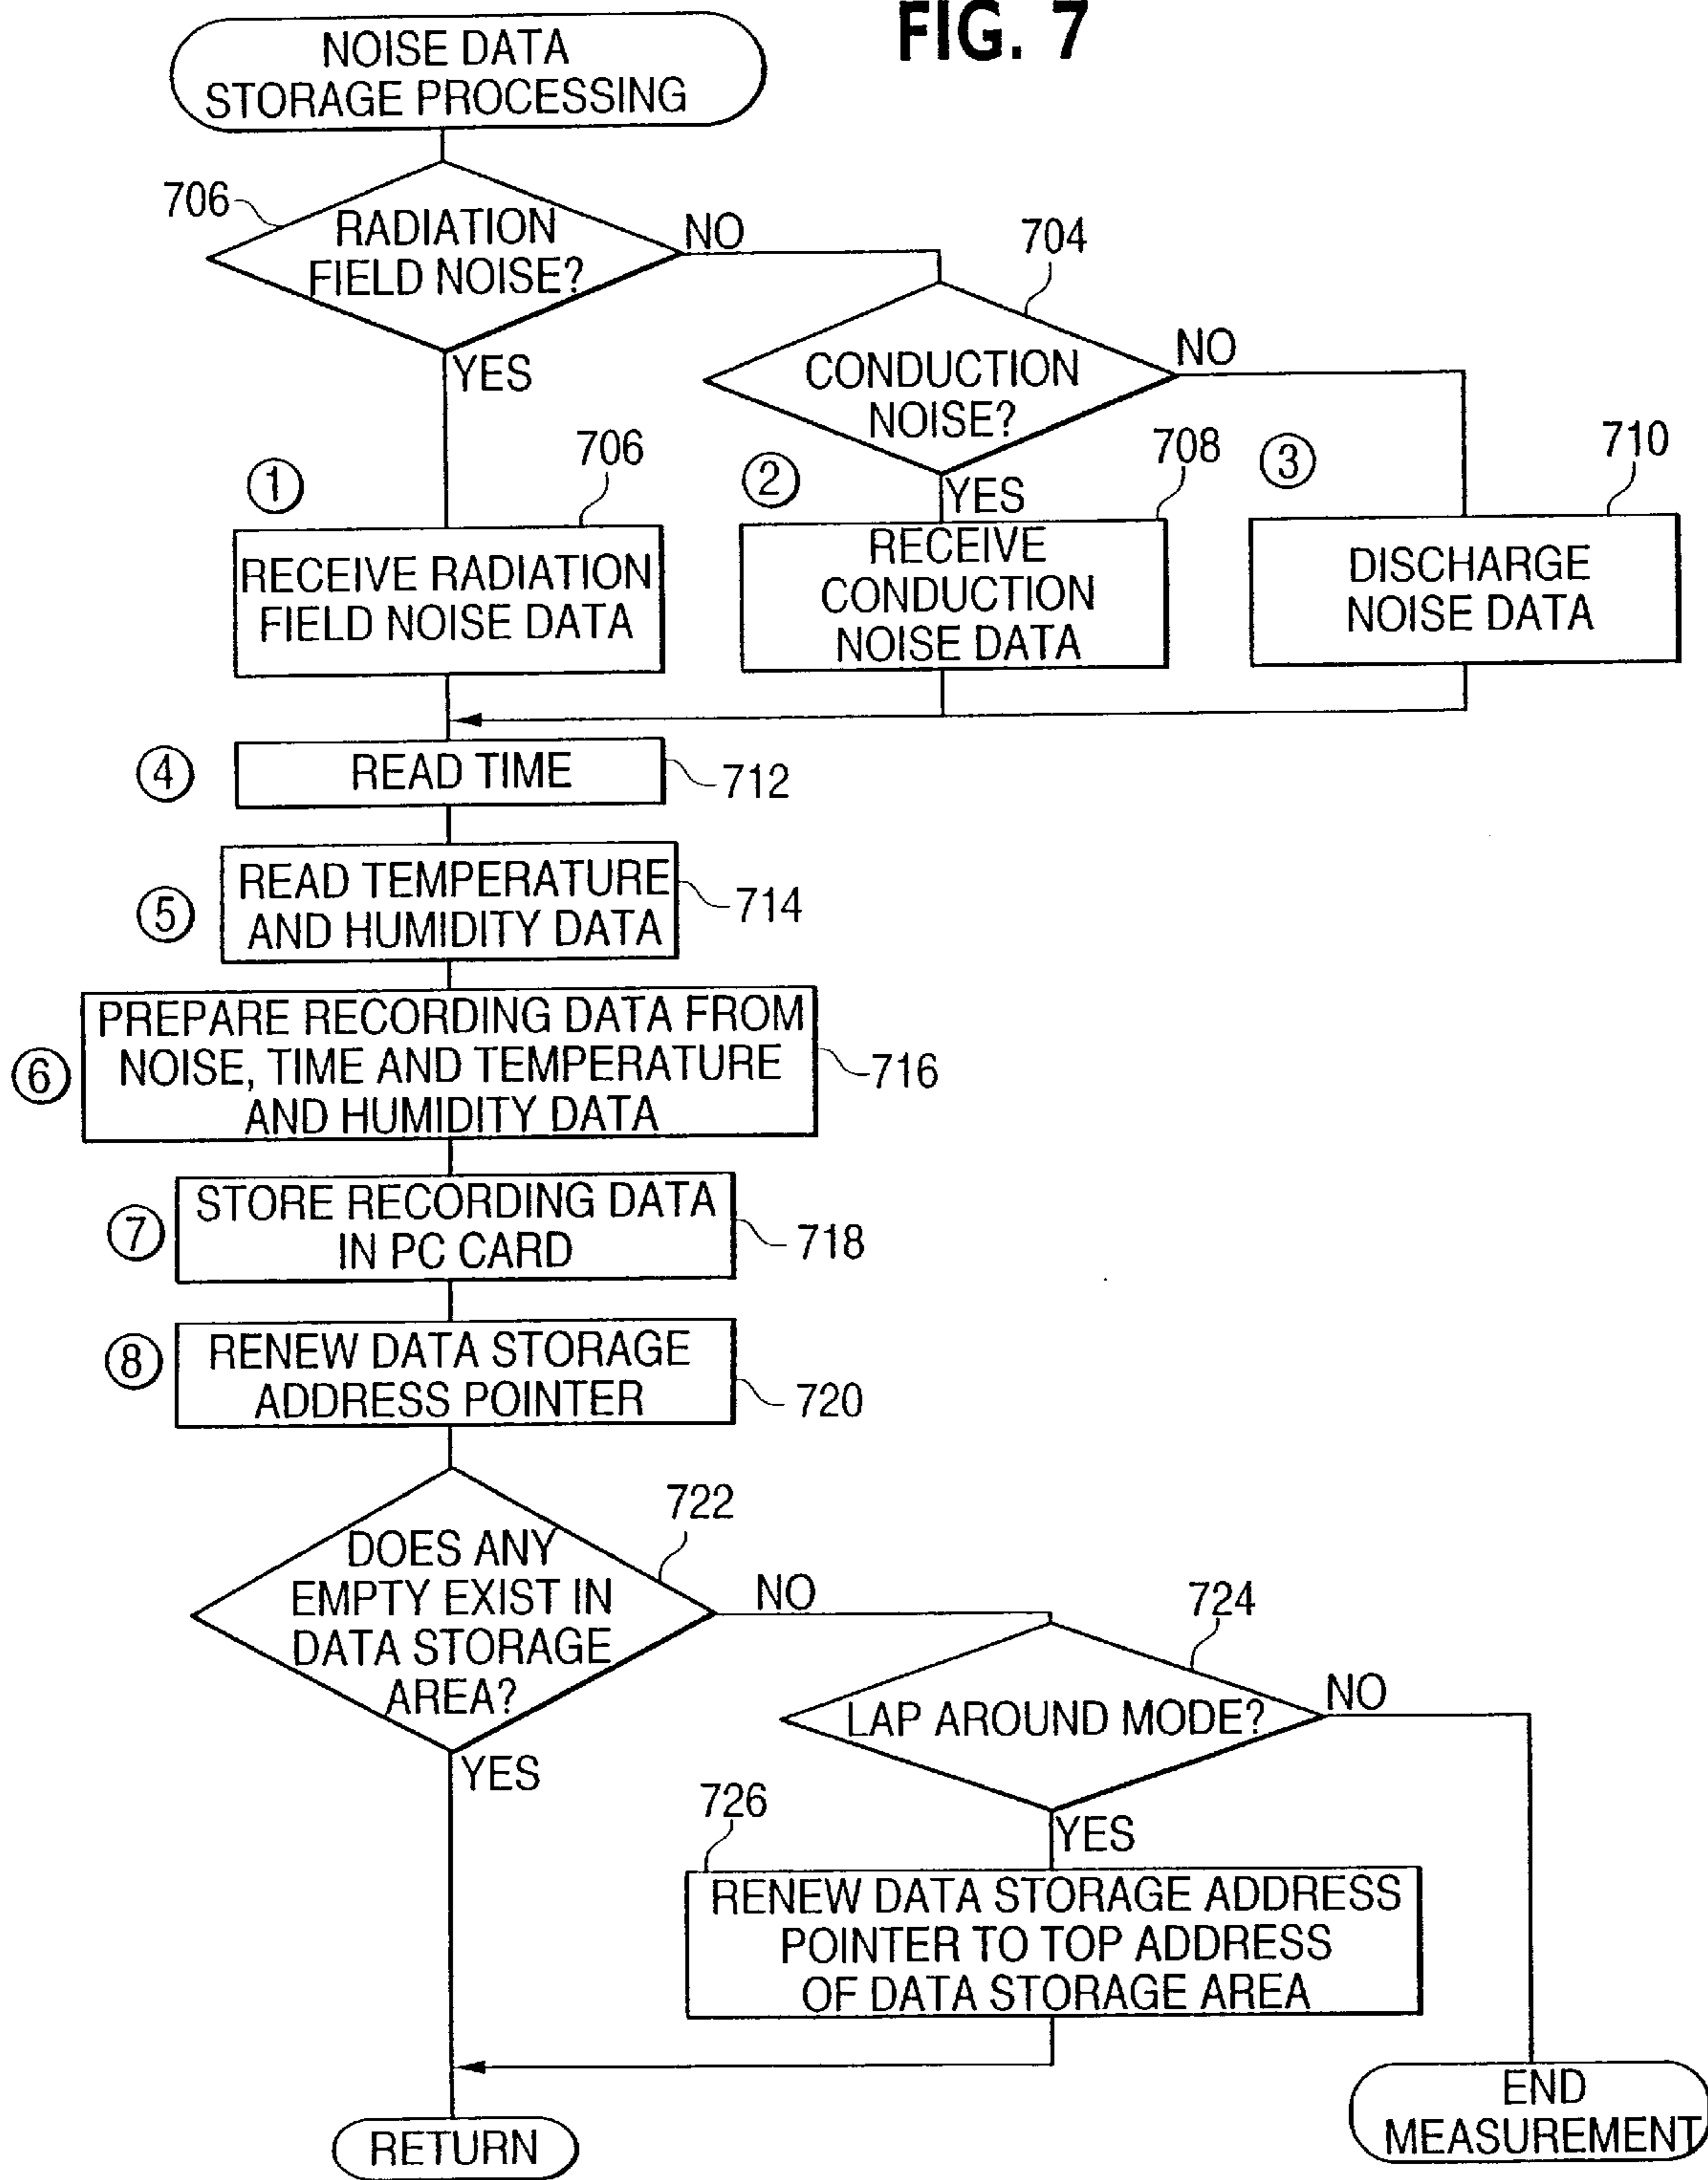 FIG. 7
NOISE DATA
STORAGE PROCESSING
706
RADIATION
FIELD NOISE?
NO
YES
704
CONDUCTION
NOISE?
NO
YES
①
706
RECEIVE RADIATION
FIELD NOISE DATA
②
708
RECEIVE
CONDUCTION
NOISE DATA
③
710
DISCHARGE
NOISE DATA
④
READ TIME
712
⑤
READ TEMPERATURE
AND HUMIDITY DATA
714
⑥
PREPARE RECORDING DATA FROM
NOISE, TIME AND TEMPERATURE
AND HUMIDITY DATA
716
⑦
STORE RECORDING DATA
IN PC CARD
718
⑧
RENEW DATA STORAGE
ADDRESS POINTER
720
722
DOES ANY
EMPTY EXIST IN
DATA STORAGE
AREA?
NO
YES
724
LAP AROUND MODE?
NO
YES
726
RENEW DATA STORAGE ADDRESS
POINTER TO TOP ADDRESS
OF DATA STORAGE AREA
RETURN
END
MEASUREMENT